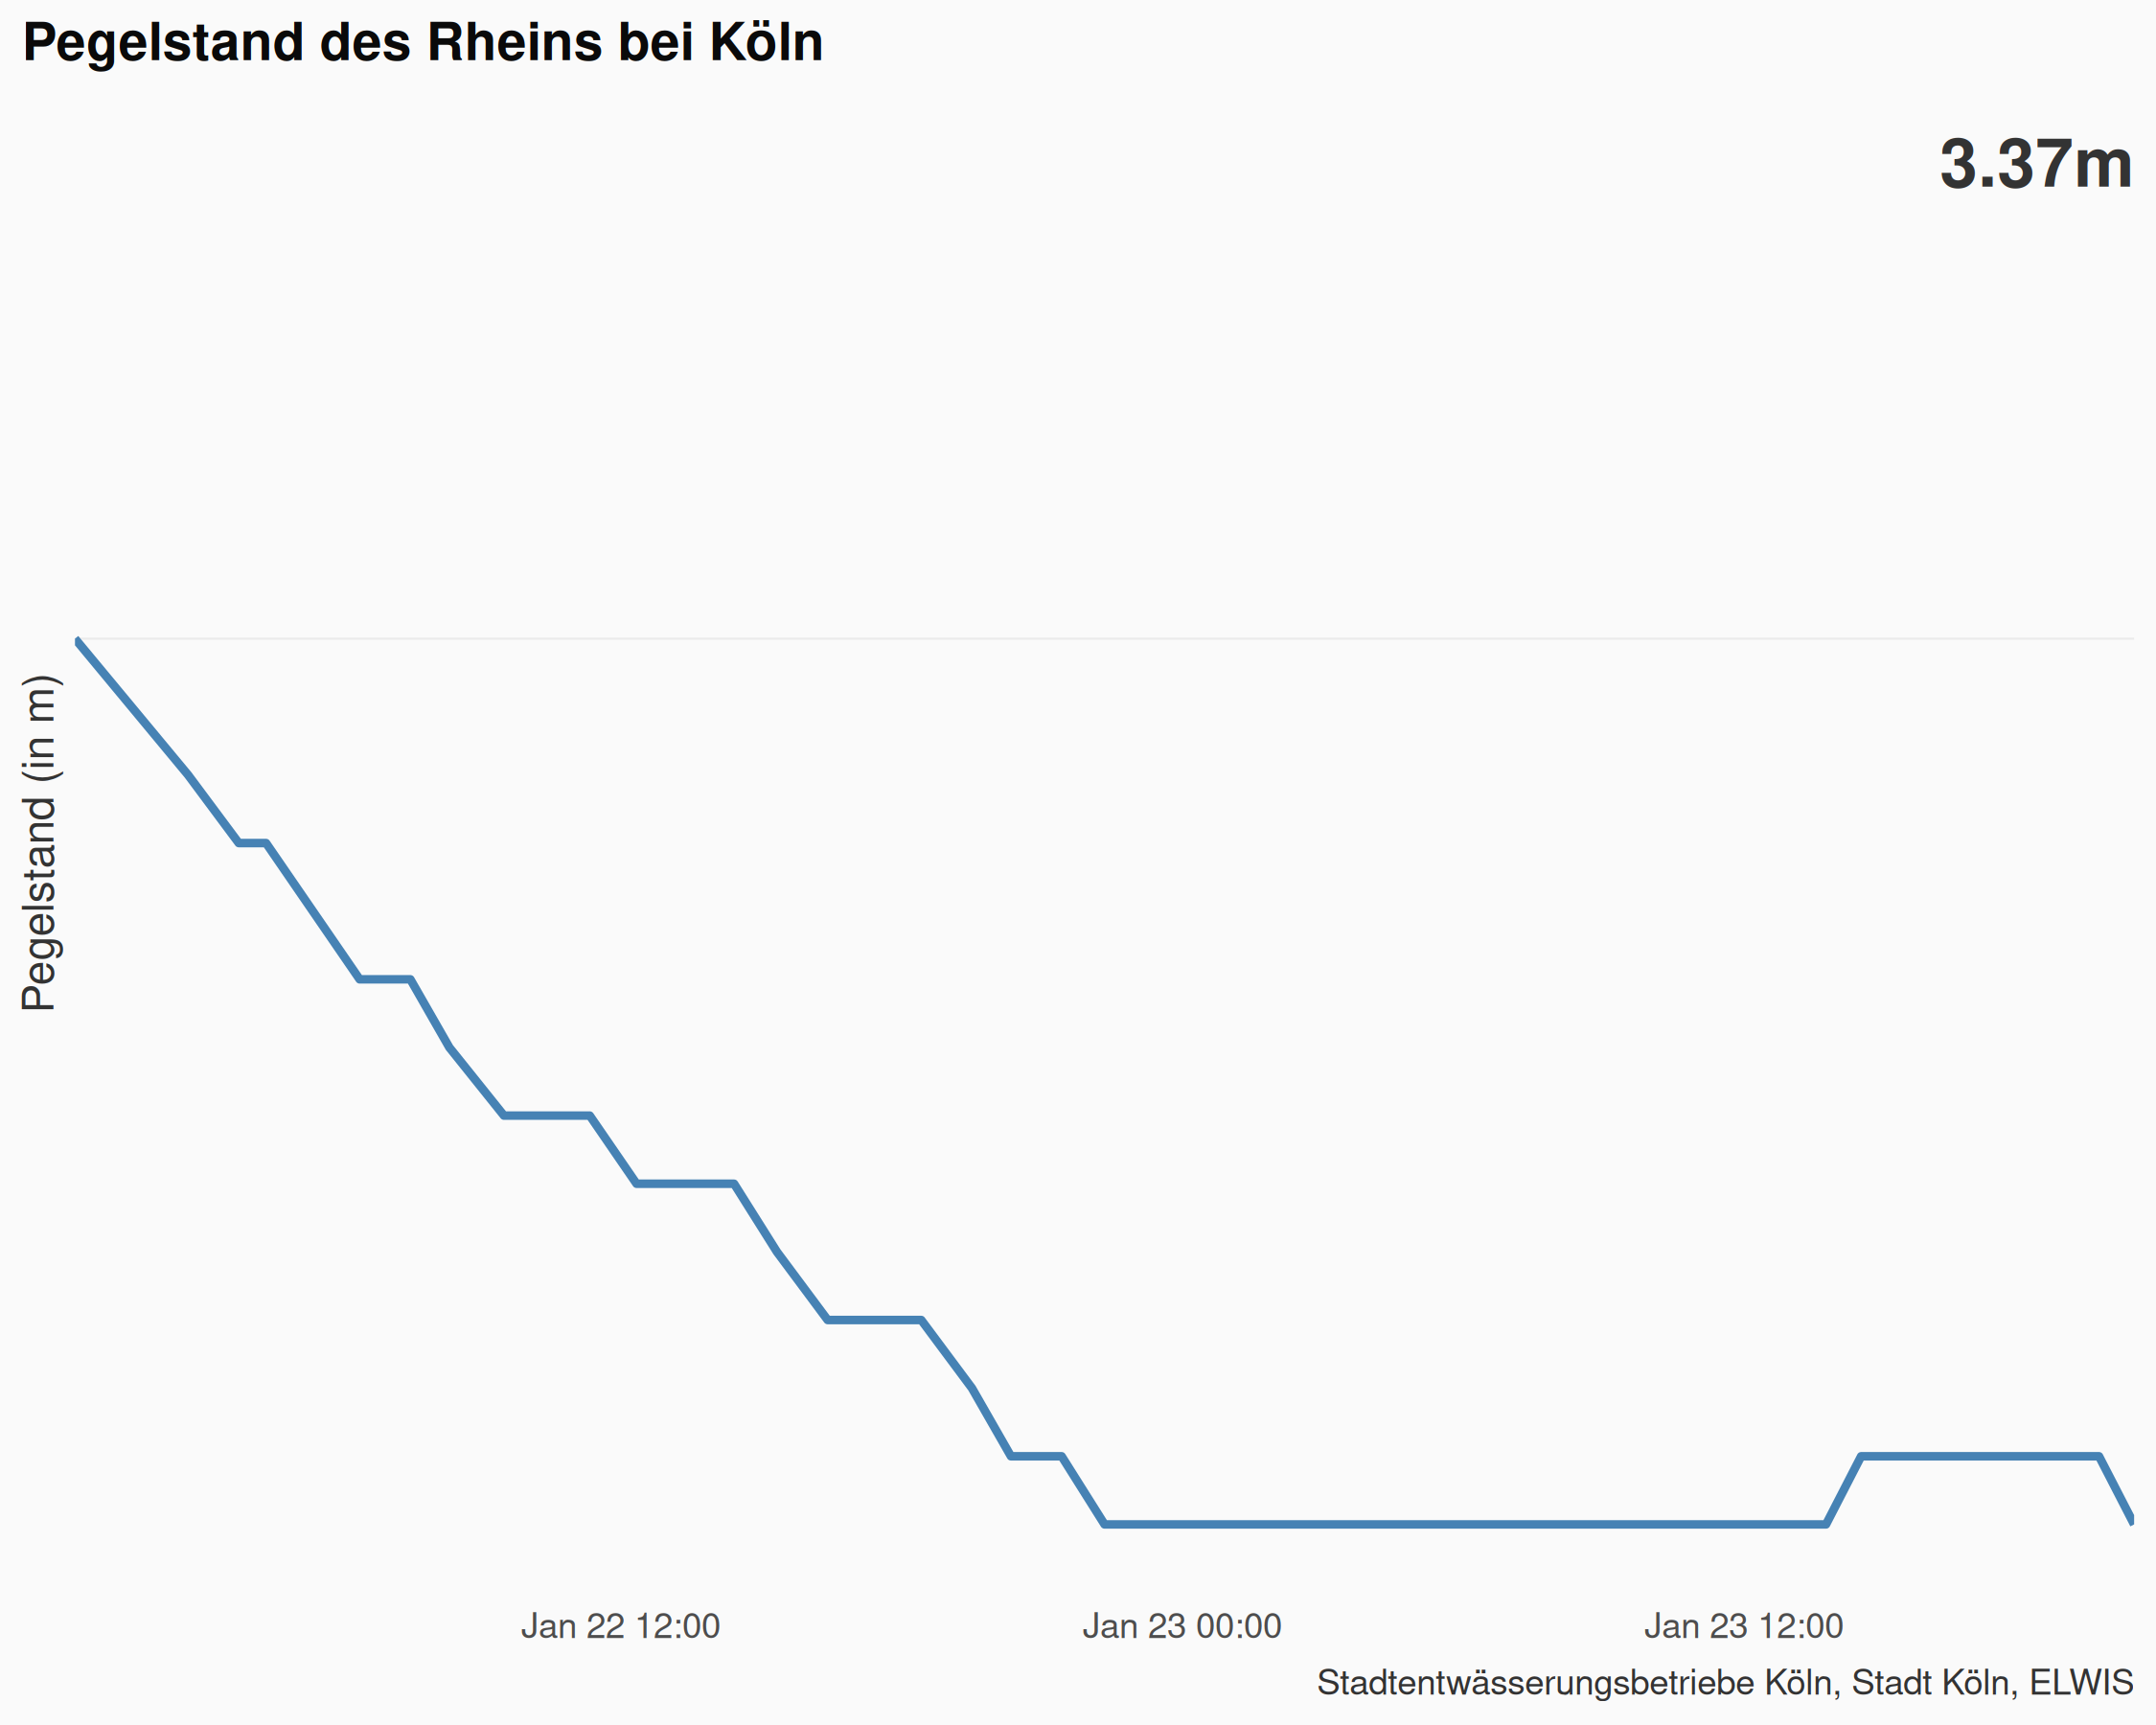 Pegelstand des Rheins bei Köln
3.37m
Pegelstand (in m)
Jan 22 12:00
Jan 23 00:00
Jan 23 12:00
Stadtentwässerungsbetriebe Köln, Stadt Köln, ELWIS